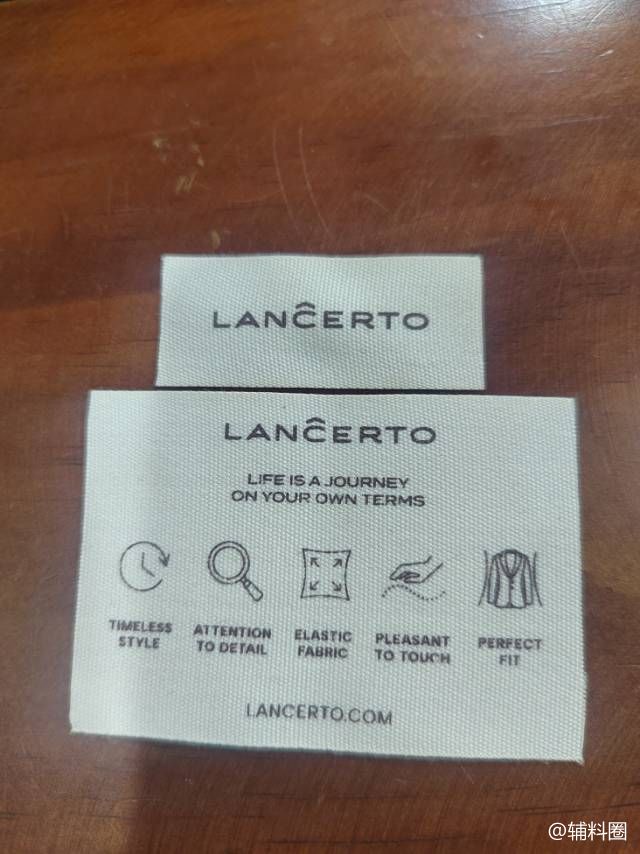 LANĈERTO
LANĈERTO
LIFE IS A JOURNEY
ON YOUR OWN TERMS
TIMELESS
STYLE
ATTENTION
TO DETAIL
ELASTIC
FABRIC
PLEASANT
TO TOUCH
PERFECT
FIT
LANCERTO.COM
@辅料圈